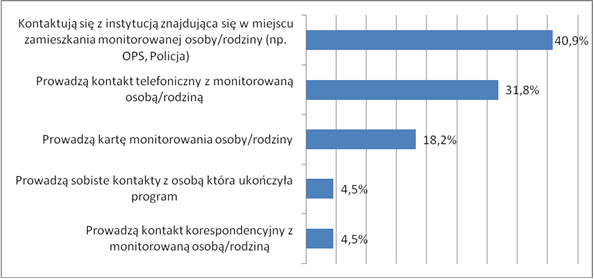 Kontaktują się z instytucją znajdująca się w miejscu
zamieszkania monitorowanej osoby/rodziny (np.
OPS, Policja)
40,9%
Prowadzą kontakt telefoniczny z monitorowaną
osobą/rodziną
31,8%
Prowadzą kartę monitorowania osoby/rodziny
18,2%
Prowadzą sobiste kontakty z osobą która ukończyła
program
4,5%
Prowadzą kontakt korespondencyjny z
monitorowaną osobą/rodziną
4,5%